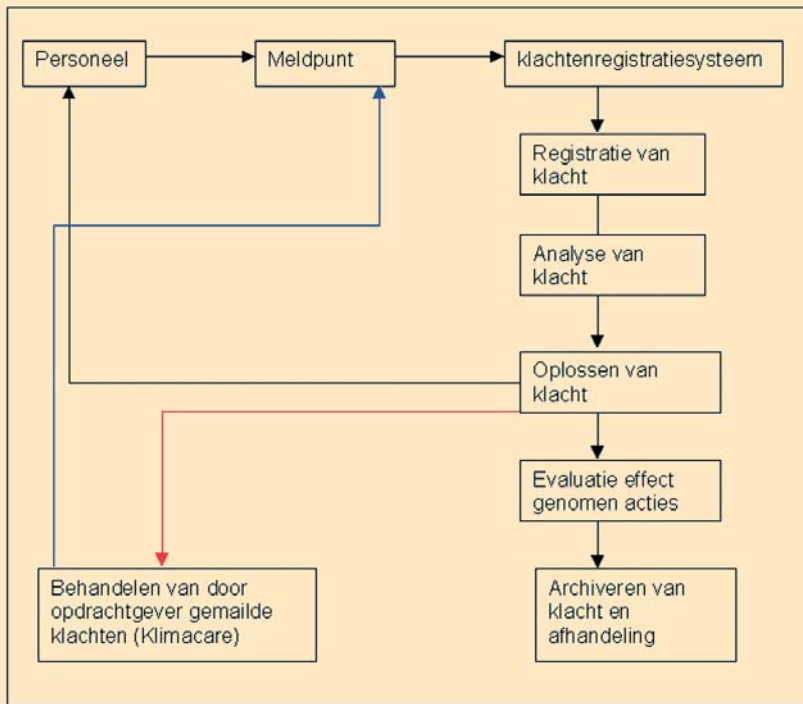 Personeel
Meldpunt
klachtenregistratiesysteem
Registratie van
klacht
Analyse van
klacht
Oplossen van
klacht
Evaluatie effect
genomen acties
Behandelen van door
opdrachtgever gemailde
klachten (Klimacare)
Archiveren van
klacht en
afhandeling